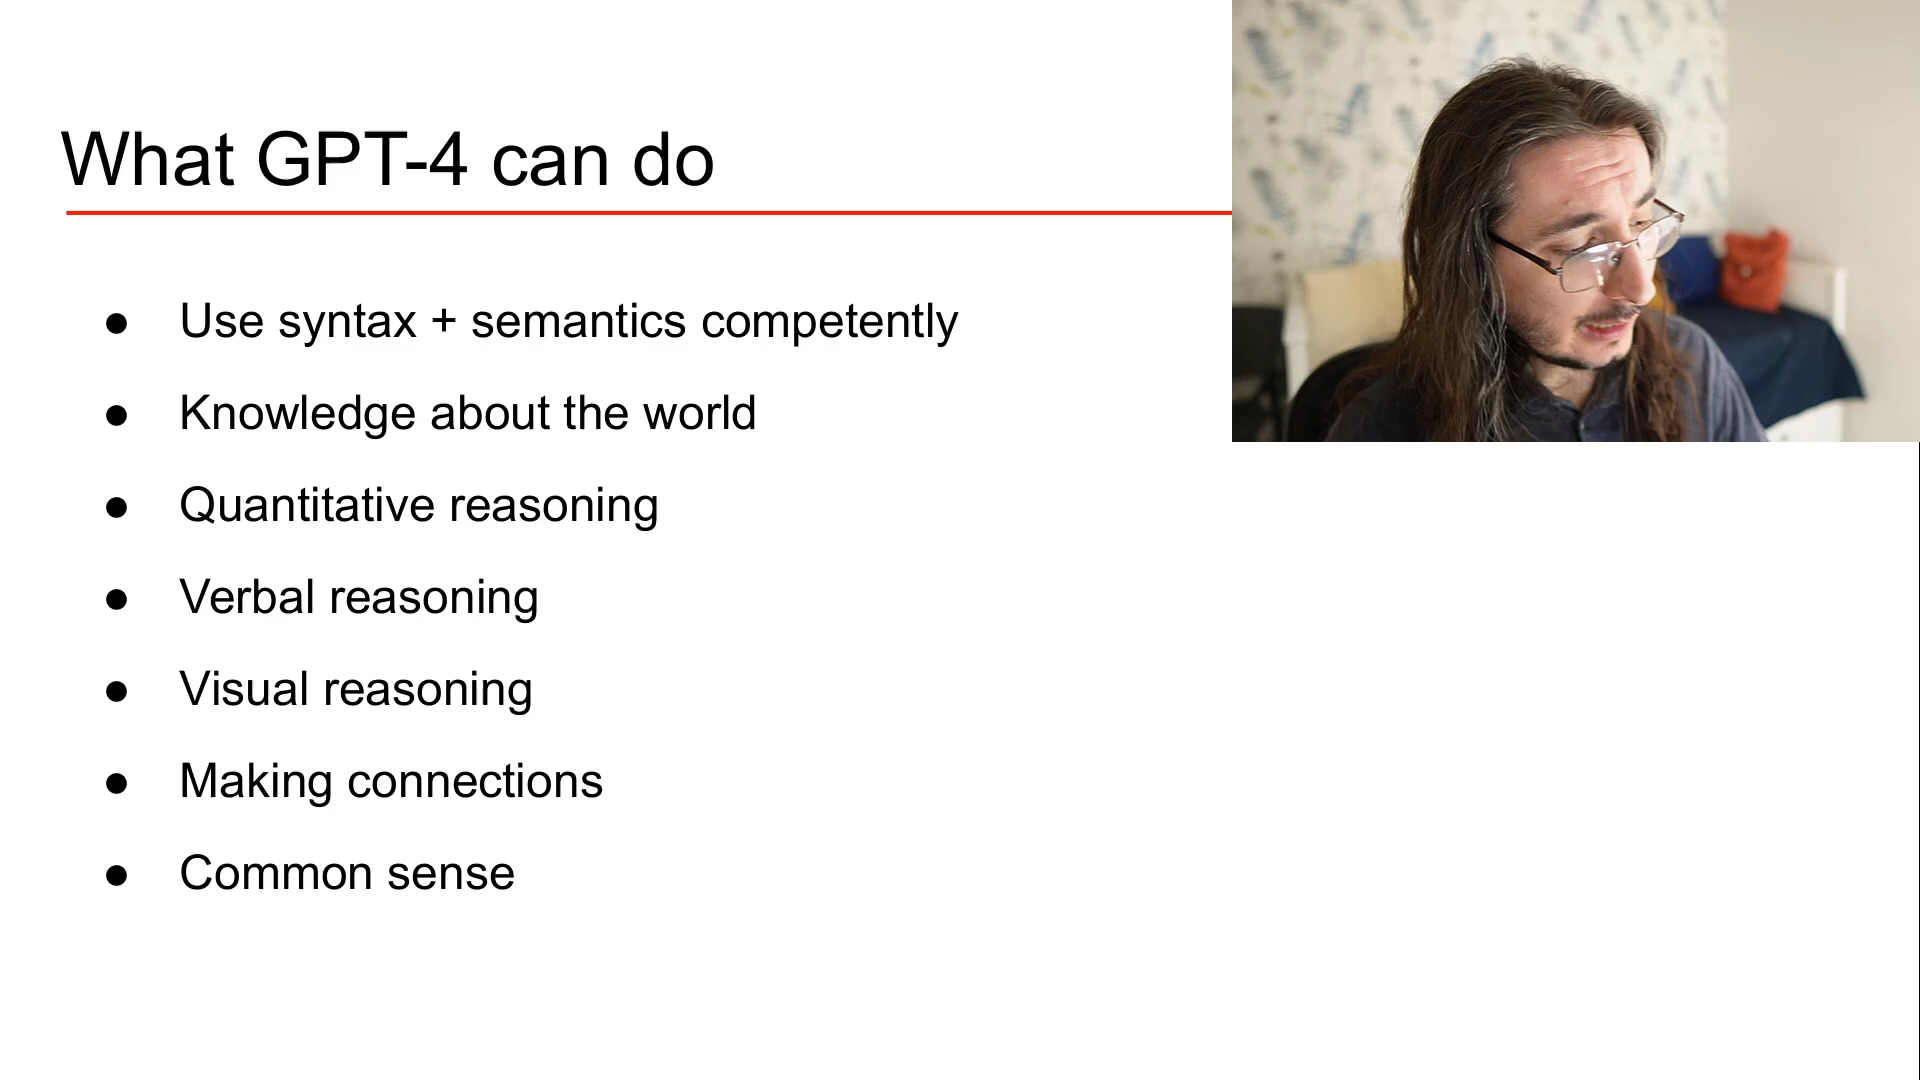 What GPT-4 can do
● Use syntax + semantics competently
● Knowledge about the world
● Quantitative reasoning
● Verbal reasoning
● Visual reasoning
● Making connections
● Common sense